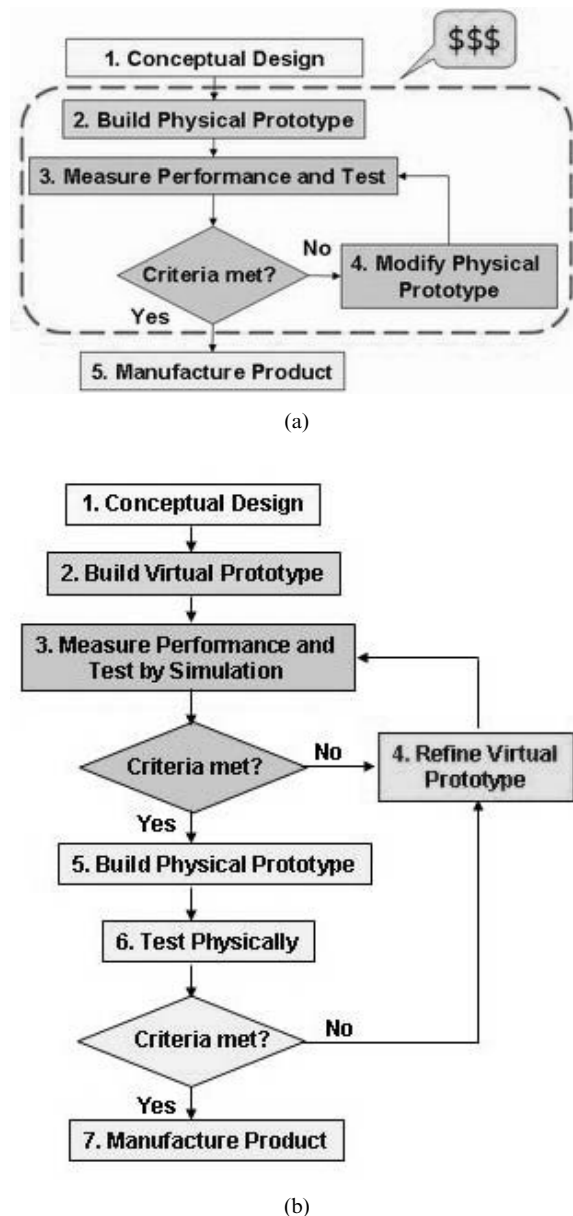 $$$
1. Conceptual Design
2. Build Physical Prototype
3. Measure Performance and Test
Criteria met?
No
4. Modify Physical
Prototype
Yes
5. Manufacture Product
(a)
1. Conceptual Design
2. Build Virtual Prototype
3. Measure Performance and
Test by Simulation
Criteria met?
No
4. Refine Virtual
Prototype
Yes
5. Build Physical Prototype
6. Test Physically
Criteria met?
No
Yes
7. Manufacture Product
(b)